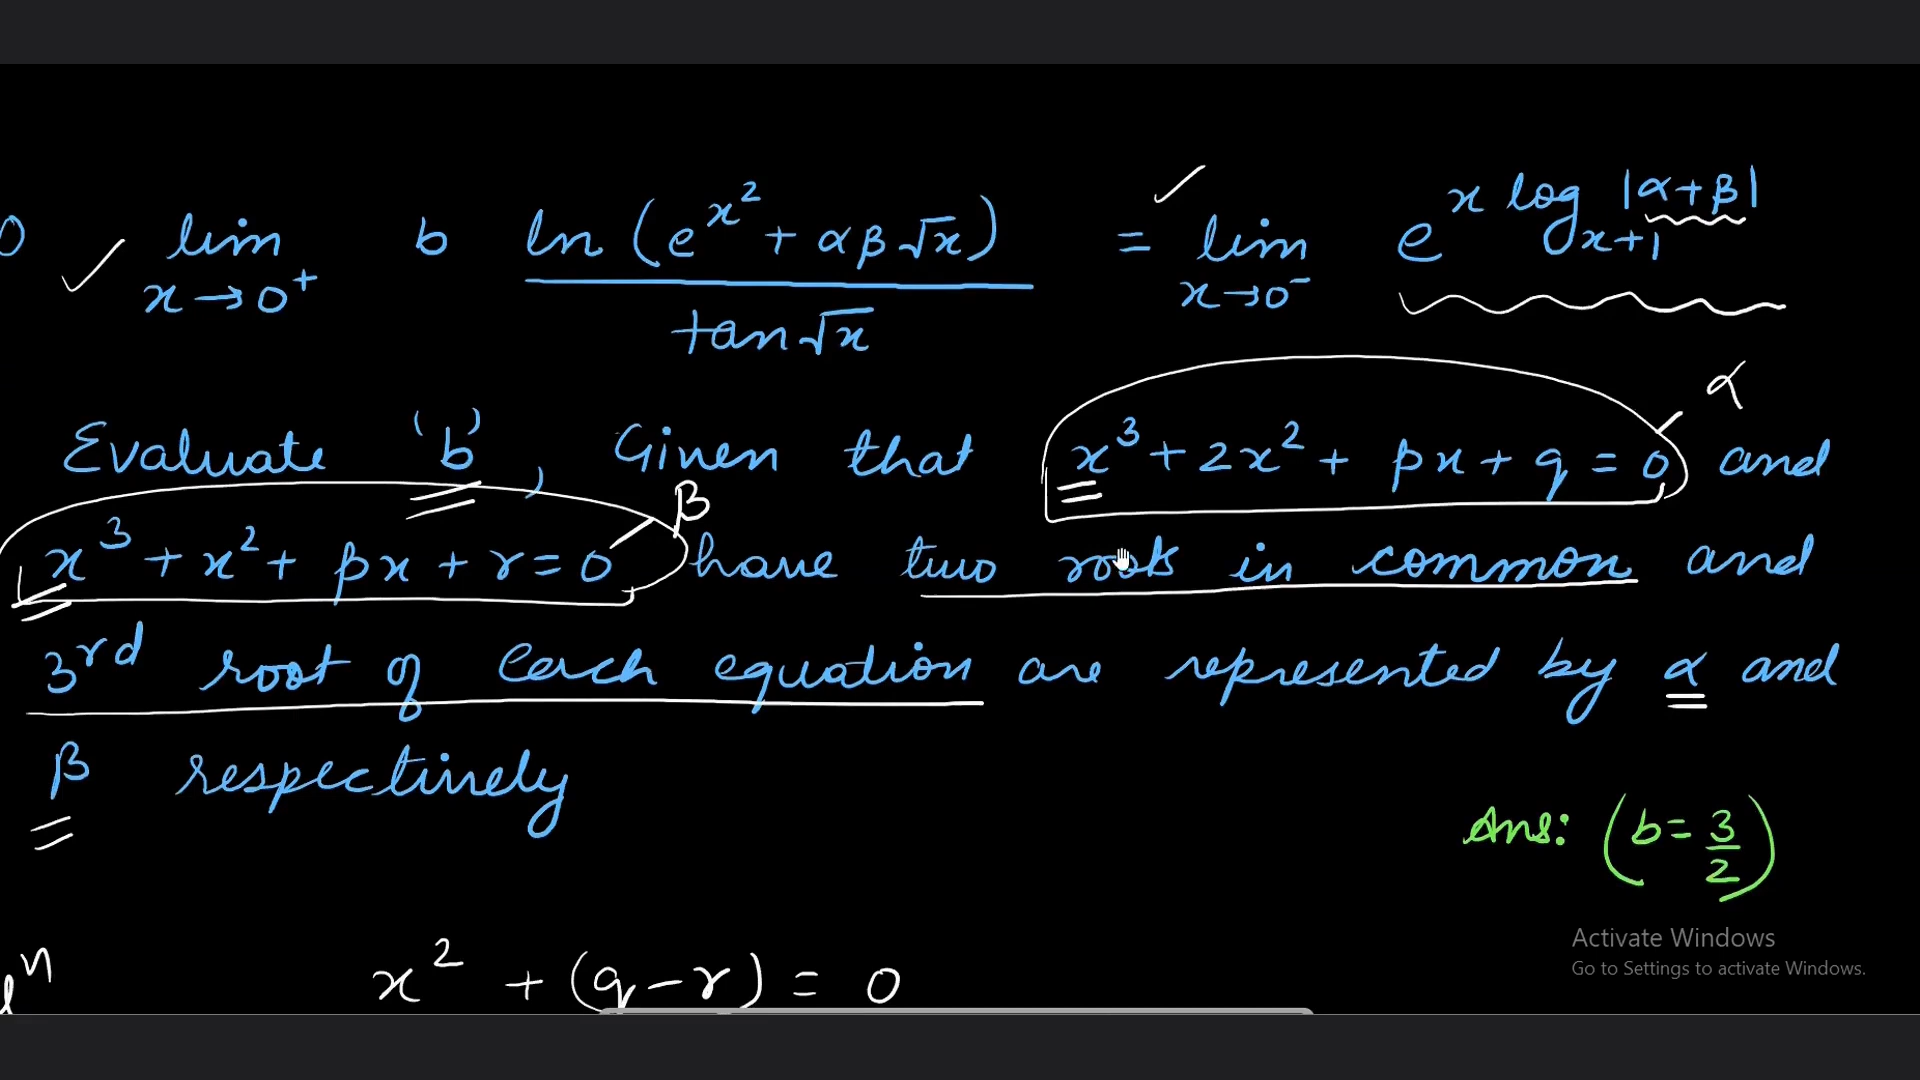 lim x→0⁺ b ln(e^{x²} + αβ√x) / tan√x = lim x→0⁻ e^{x log_{x+1} |α+β|}
α
Evaluate 'b', Given that x³ + 2x² + px + q = 0 and
β
x³ + x² + px + r = 0 have two roots in common and
3rd root of each equation are represented by α and
β respectively
Ans: (b = 3/2)
Activate Windows
Go to Settings to activate Windows.
x² + (q - r) = 0